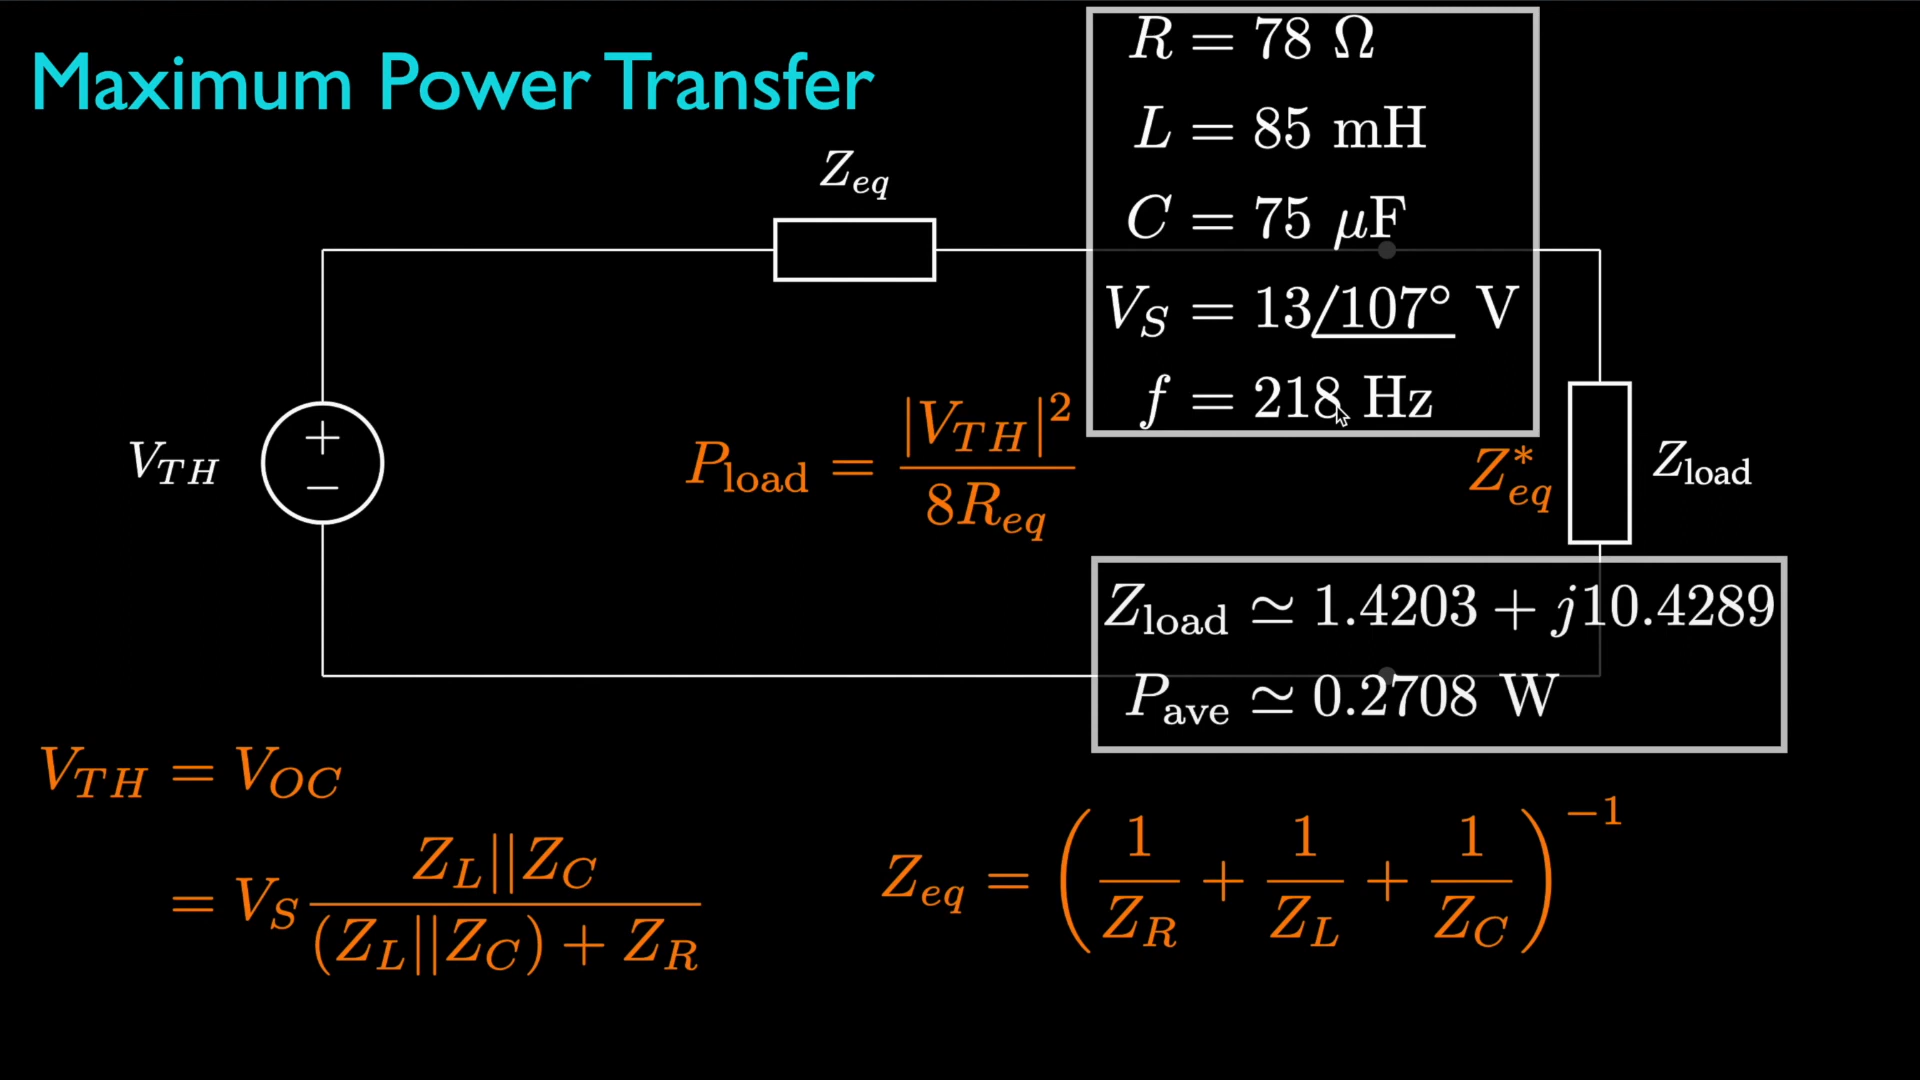 Maximum Power Transfer
R = 78 Ω
L = 85 mH
C = 75 μF
V_S = 13/107° V
f = 218 Hz
Z_eq
V_TH
+
−
P_load = |V_TH|² / 8R_eq
Z*_eq
Z_load
Z_load ≃ 1.4203 + j10.4289
P_ave ≃ 0.2708 W
V_TH = V_OC
= V_S Z_L||Z_C / (Z_L||Z_C) + Z_R
Z_eq = (1/Z_R + 1/Z_L + 1/Z_C)⁻¹